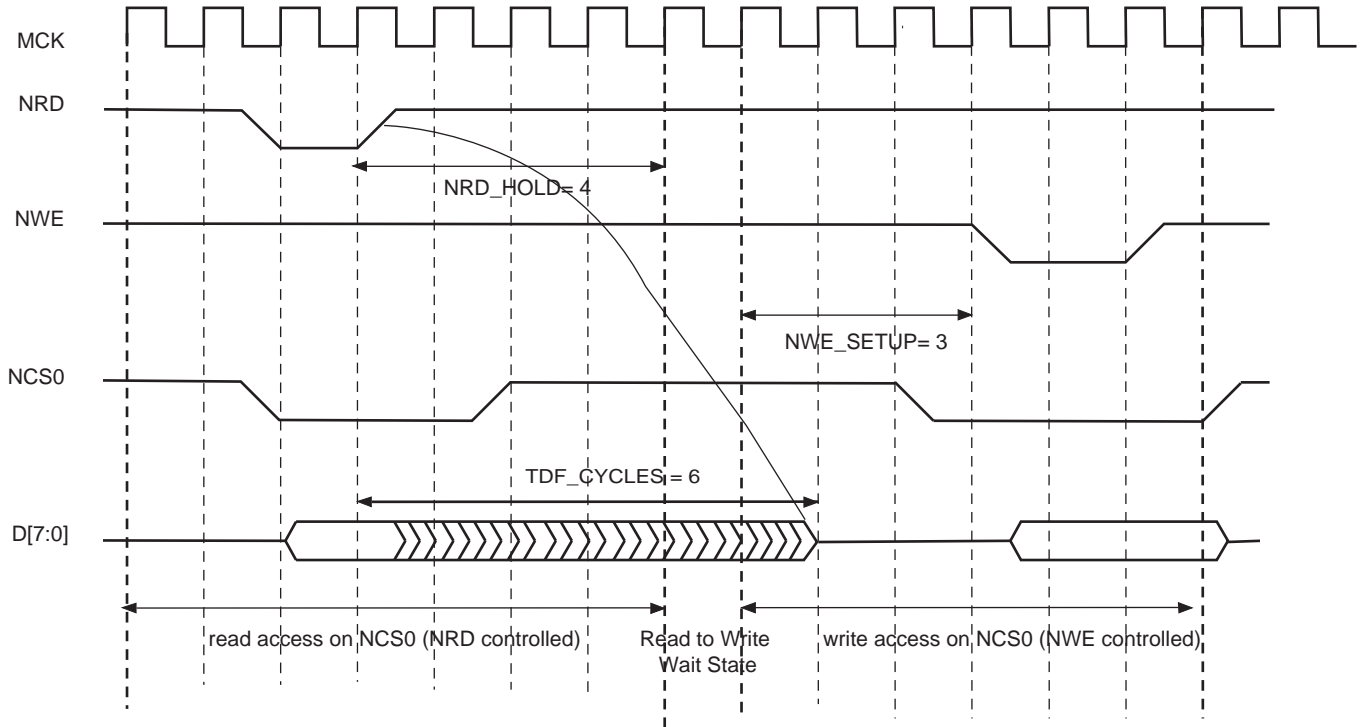 MCK
NRD
NRD_HOLD= 4
NWE
NWE_SETUP= 3
NCS0
TDF_CYCLES = 6
D[7:0]
read access on NCS0 (NRD controlled)
Read to Write
Wait State
write access on NCS0 (NWE controlled)